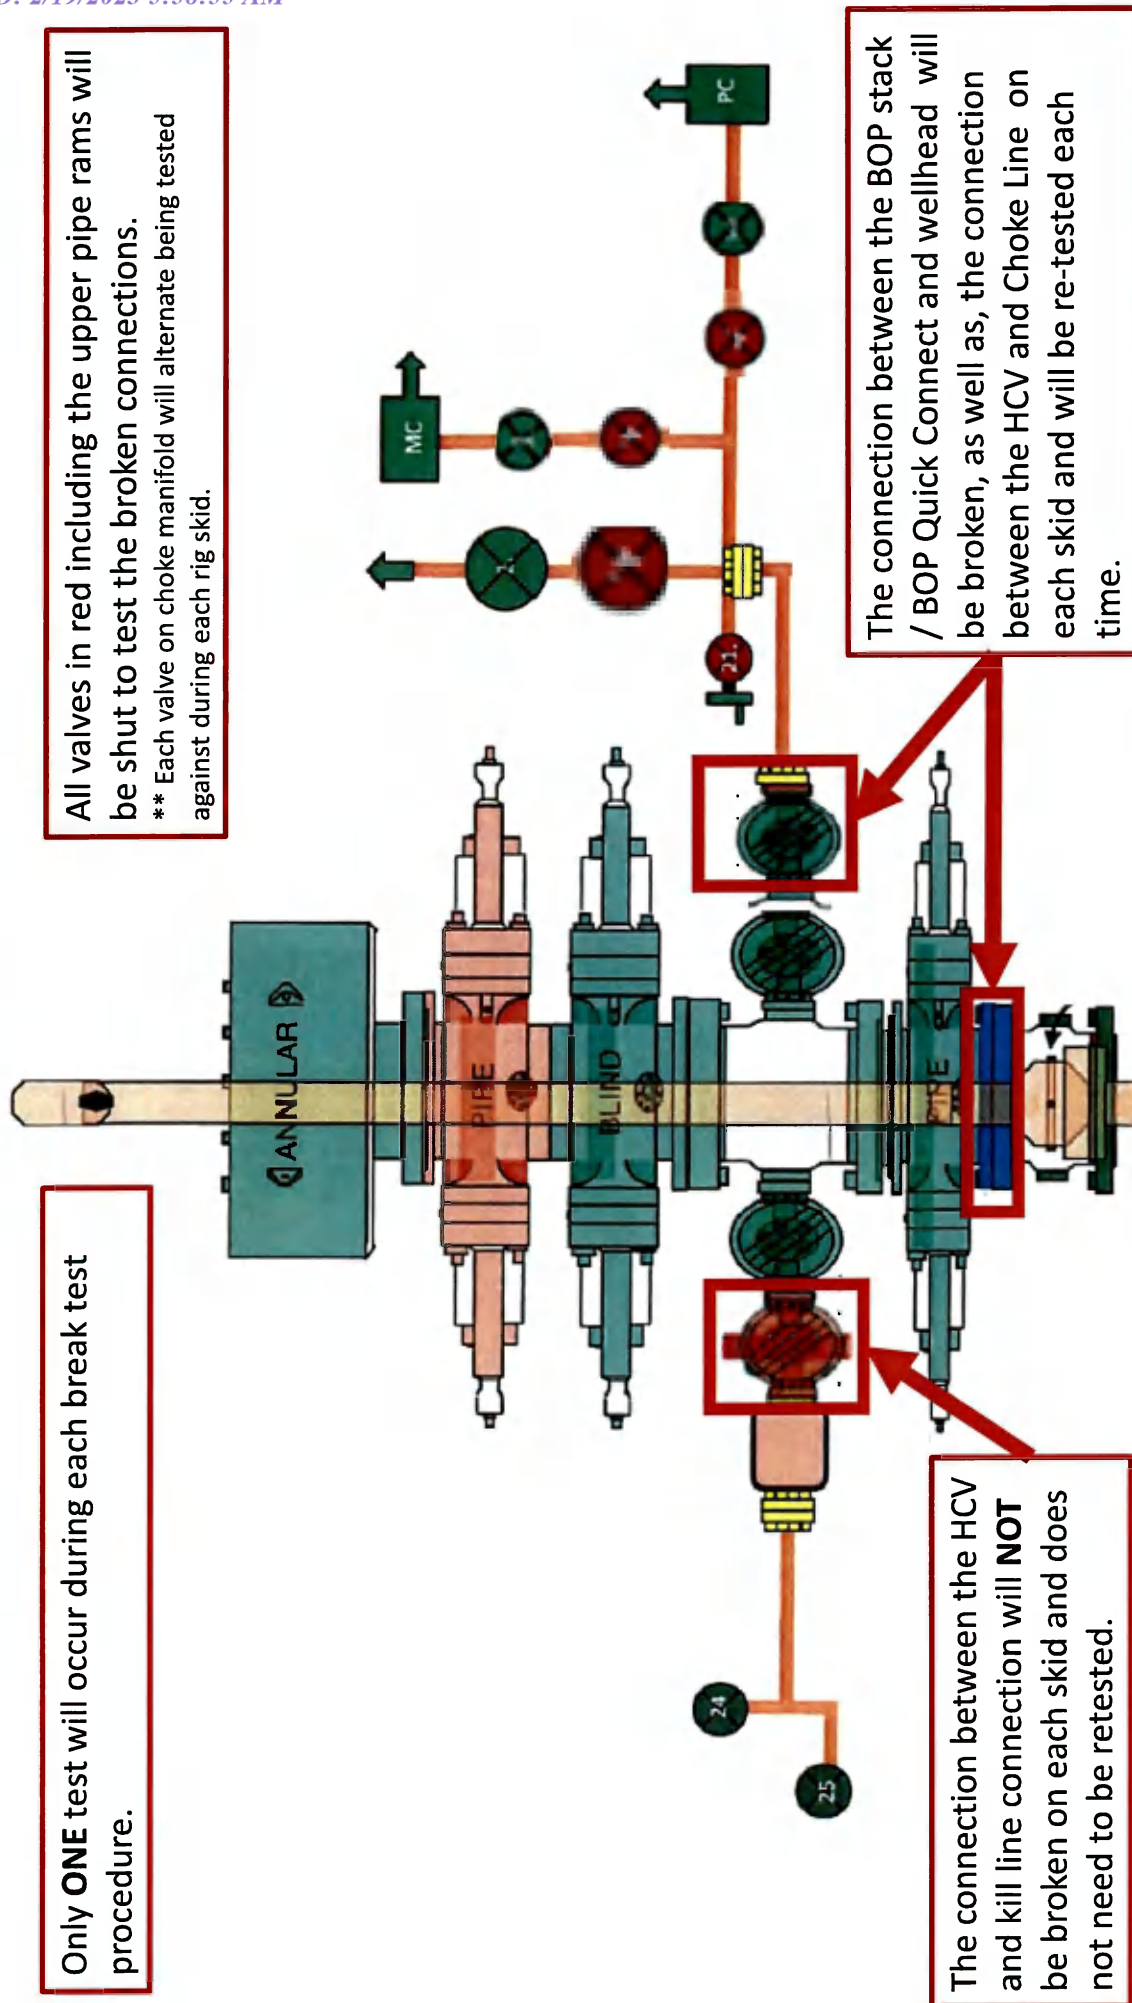 Only ONE test will occur during each break test
procedure.
All valves in red including the upper pipe rams will
be shut to test the broken connections.
** Each valve on choke manifold will alternate being tested
against during each rig skid.
ANNULAR
PIPE
BLIND
PIPE
MC
PC
21.
24
25
The connection between the HCV
and kill line connection will NOT
be broken on each skid and does
not need to be retested.
The connection between the BOP stack
/ BOP Quick Connect and wellhead will
be broken, as well as, the connection
between the HCV and Choke Line on
each skid and will be re-tested each
time.